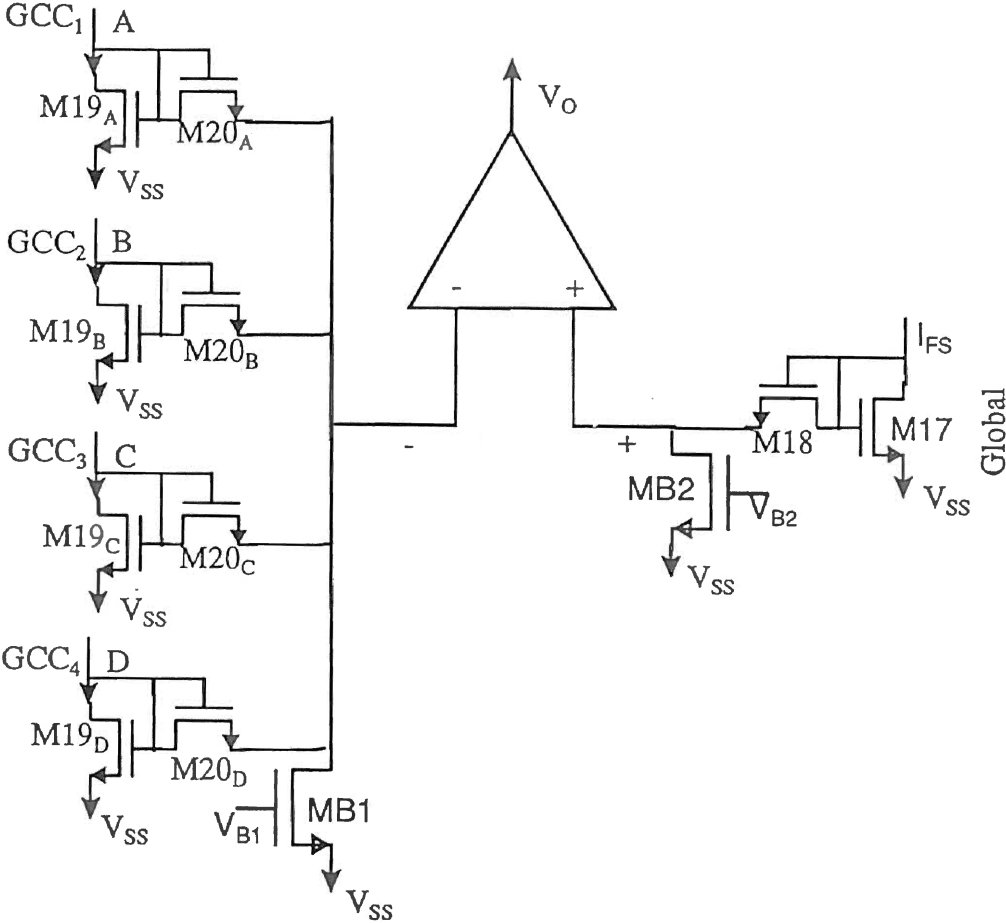 GCC1 A
M19A
M20A
VSS
GCC2 B
M19B
M20B
VSS
GCC3 C
M19C
M20C
VSS
GCC4 D
M19D
M20D
VSS
VB1
MB1
VSS
VO
- +
- +
MB2
VB2
VSS
M18
IFS
M17
VSS
Global